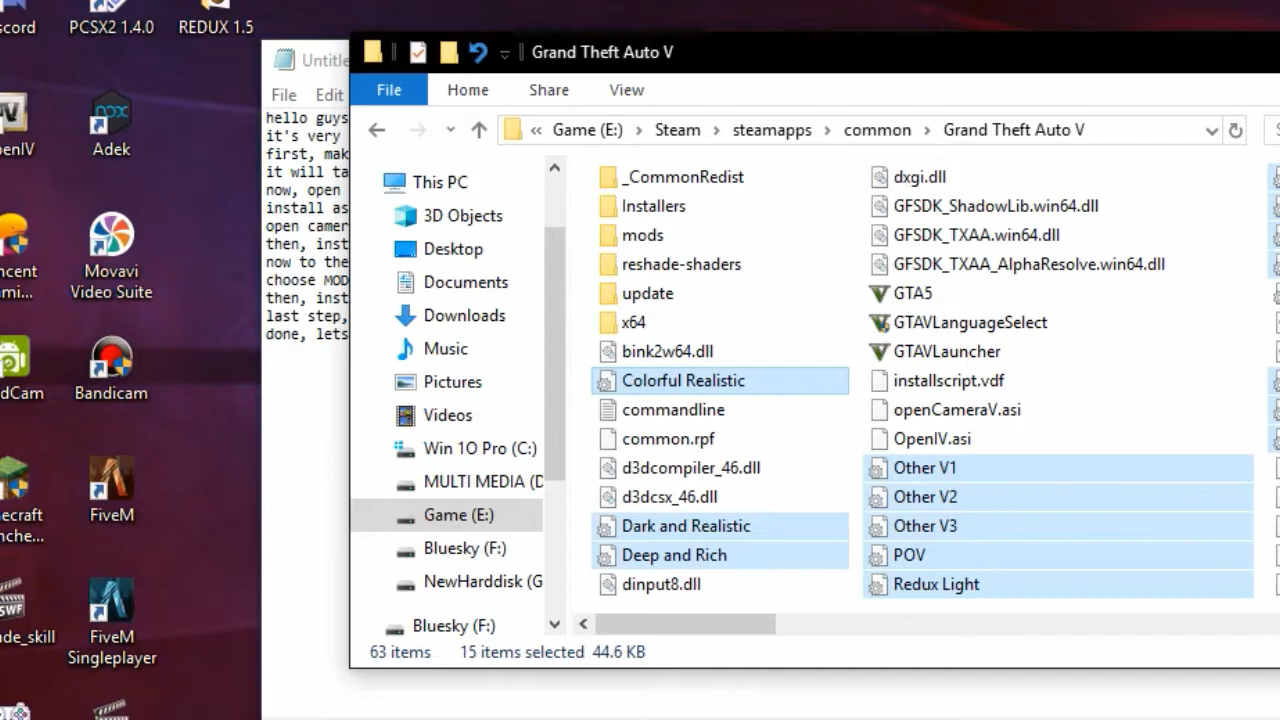 scord
PCSX2 1.4.0
REDUX 1.5
penIV
Adek
Movavi
Video Suite
dCam
Bandicam
FiveM
FiveM
Singleplayer
File Edit
hello guys
it's very
first, mak
it will ta
now, open
install as
open camer
then, inst
now to the
choose MOD
then, inst
last step,
done, lets
Grand Theft Auto V
File Home Share View
« Game (E:) › Steam › steamapps › common › Grand Theft Auto V
This PC
3D Objects
Desktop
Documents
Downloads
Music
Pictures
Videos
Win 10 Pro (C:)
MULTI MEDIA (D
Game (E:)
Bluesky (F:)
NewHarddisk (G
Bluesky (F:)
_CommonRedist
Installers
mods
reshade-shaders
update
x64
bink2w64.dll
Colorful Realistic
commandline
common.rpf
d3dcompiler_46.dll
d3dcsx_46.dll
Dark and Realistic
Deep and Rich
dinput8.dll
dxgi.dll
GFSDK_ShadowLib.win64.dll
GFSDK_TXAA.win64.dll
GFSDK_TXAA_AlphaResolve.win64.dll
GTA5
GTAVLanguageSelect
GTAVLauncher
installscript.vdf
openCameraV.asi
OpenIV.asi
Other V1
Other V2
Other V3
POV
Redux Light
63 items 15 items selected 44.6 KB